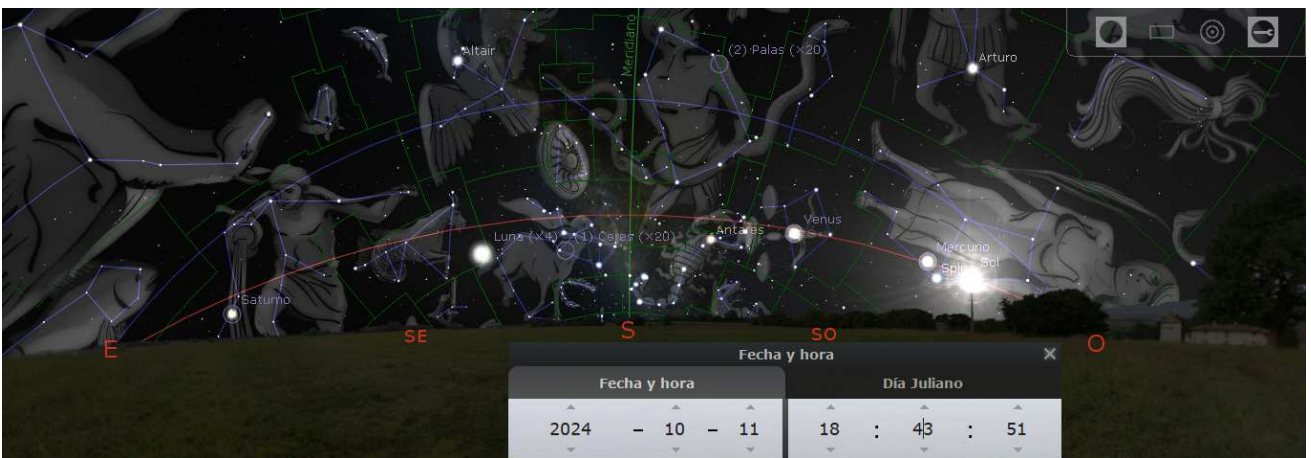 Altair
Meridiano
(2) Palas (×20)
Arturo
Luna (×4)
(1) Ceres (×20)
Antares
Venus
Mercurio
Spica
Sol
Saturno
E
SE
S
SO
O
Fecha y hora
Fecha y hora
Día Juliano
2024 - 10 - 11
18 : 43 : 51